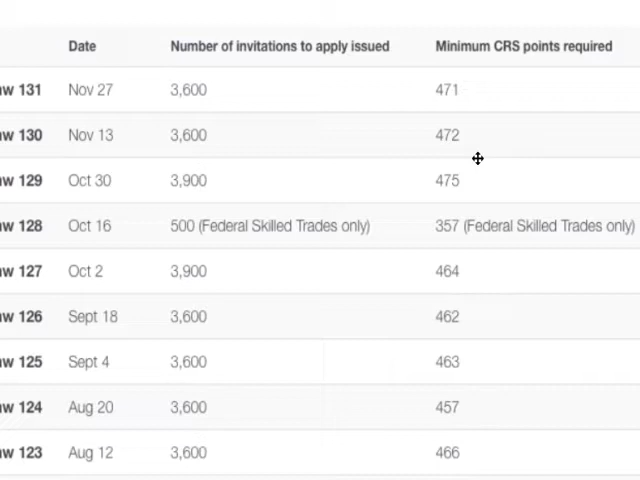 Date Number of invitations to apply issued Minimum CRS points required
aw 131 Nov 27 3,600 471
aw 130 Nov 13 3,600 472
aw 129 Oct 30 3,900 475
aw 128 Oct 16 500 (Federal Skilled Trades only) 357 (Federal Skilled Trades only)
aw 127 Oct 2 3,900 464
aw 126 Sept 18 3,600 462
aw 125 Sept 4 3,600 463
aw 124 Aug 20 3,600 457
aw 123 Aug 12 3,600 466